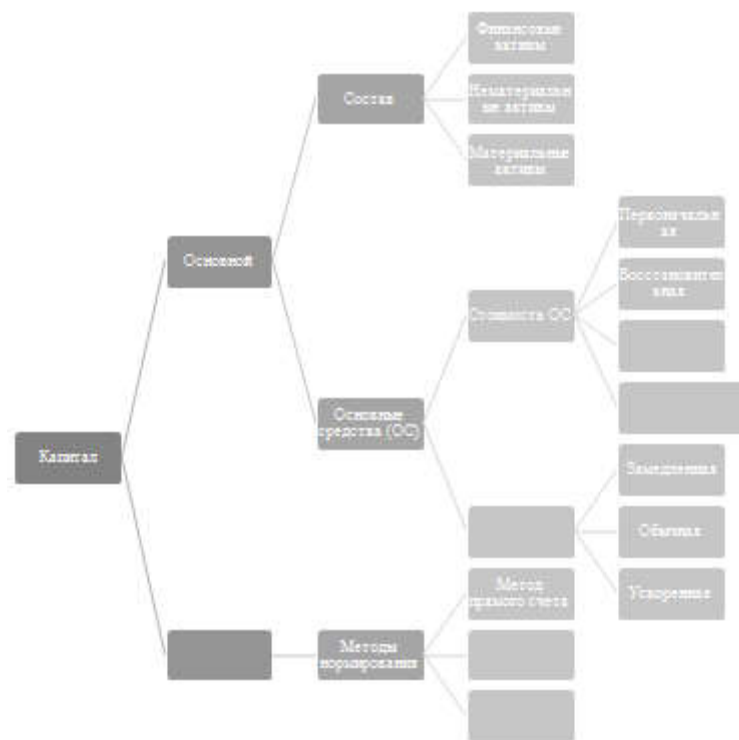 Финансовые
активы
Состав
Нематериальн
ые активы
Материальные
активы
Первоначальн
ая
Основной
Восстановител
ьная
Стоимость ОС
Основные
средства (ОС)
Капитал
Замедленная
Обычная
Метод
прямого счета
Ускоренная
Методы
нормирования